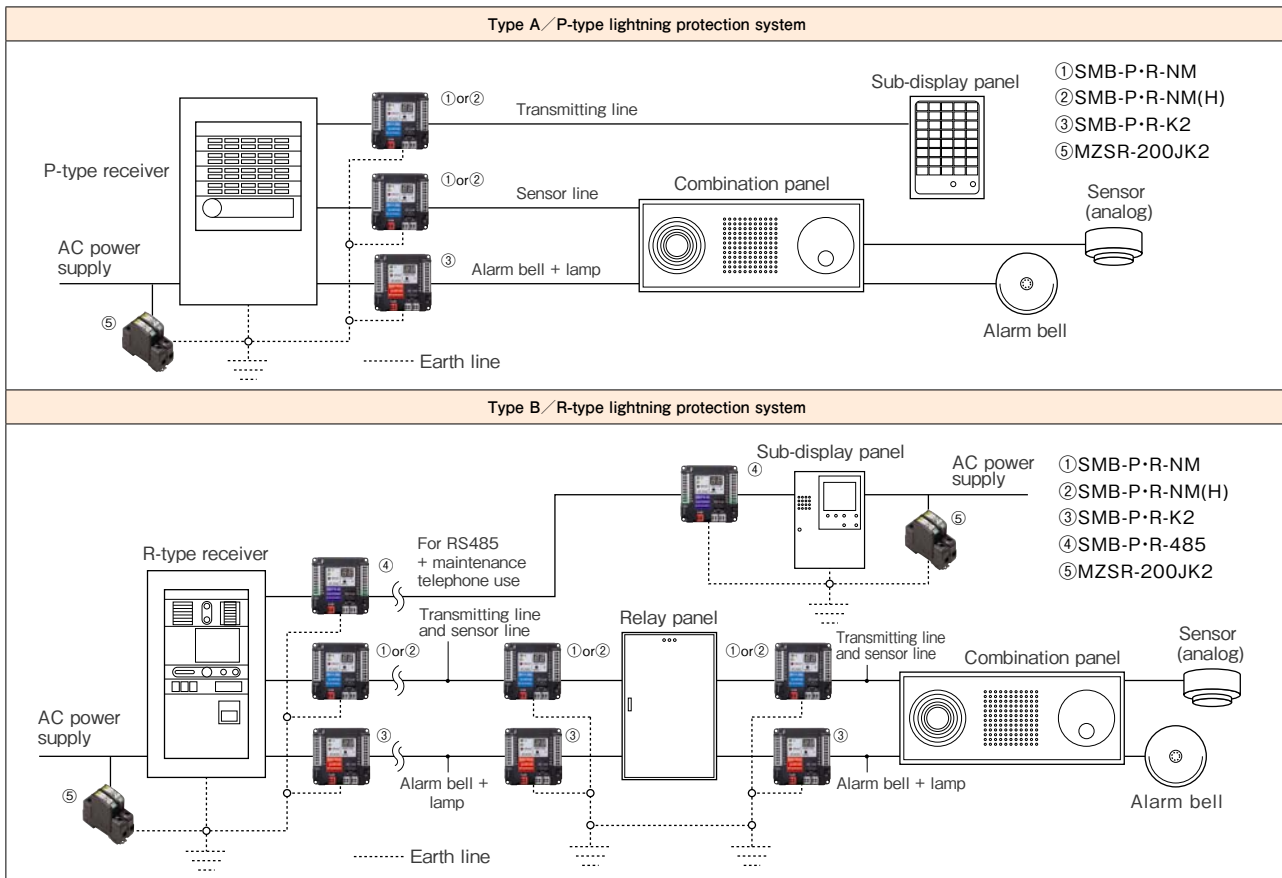 Type A／P-type lightning protection system
①or②
Transmitting line
Sub-display panel
①SMB-P・R-NM
②SMB-P・R-NM(H)
③SMB-P・R-K2
⑤MZSR-200JK2
P-type receiver
①or②
Sensor line
Combination panel
Sensor
(analog)
AC power
supply
③
Alarm bell + lamp
⑤
Alarm bell
Earth line
Type B／R-type lightning protection system
④
Sub-display panel
AC power
supply
⑤
①SMB-P・R-NM
②SMB-P・R-NM(H)
③SMB-P・R-K2
④SMB-P・R-485
⑤MZSR-200JK2
R-type receiver
④
For RS485
+ maintenance
telephone use
①or②
Transmitting line
and sensor line
①or②
Relay panel
①or②
Transmitting line
and sensor line
Combination panel
Sensor
(analog)
AC power
supply
③
Alarm bell +
lamp
③
③
Alarm bell + lamp
Alarm bell
⑤
Earth line